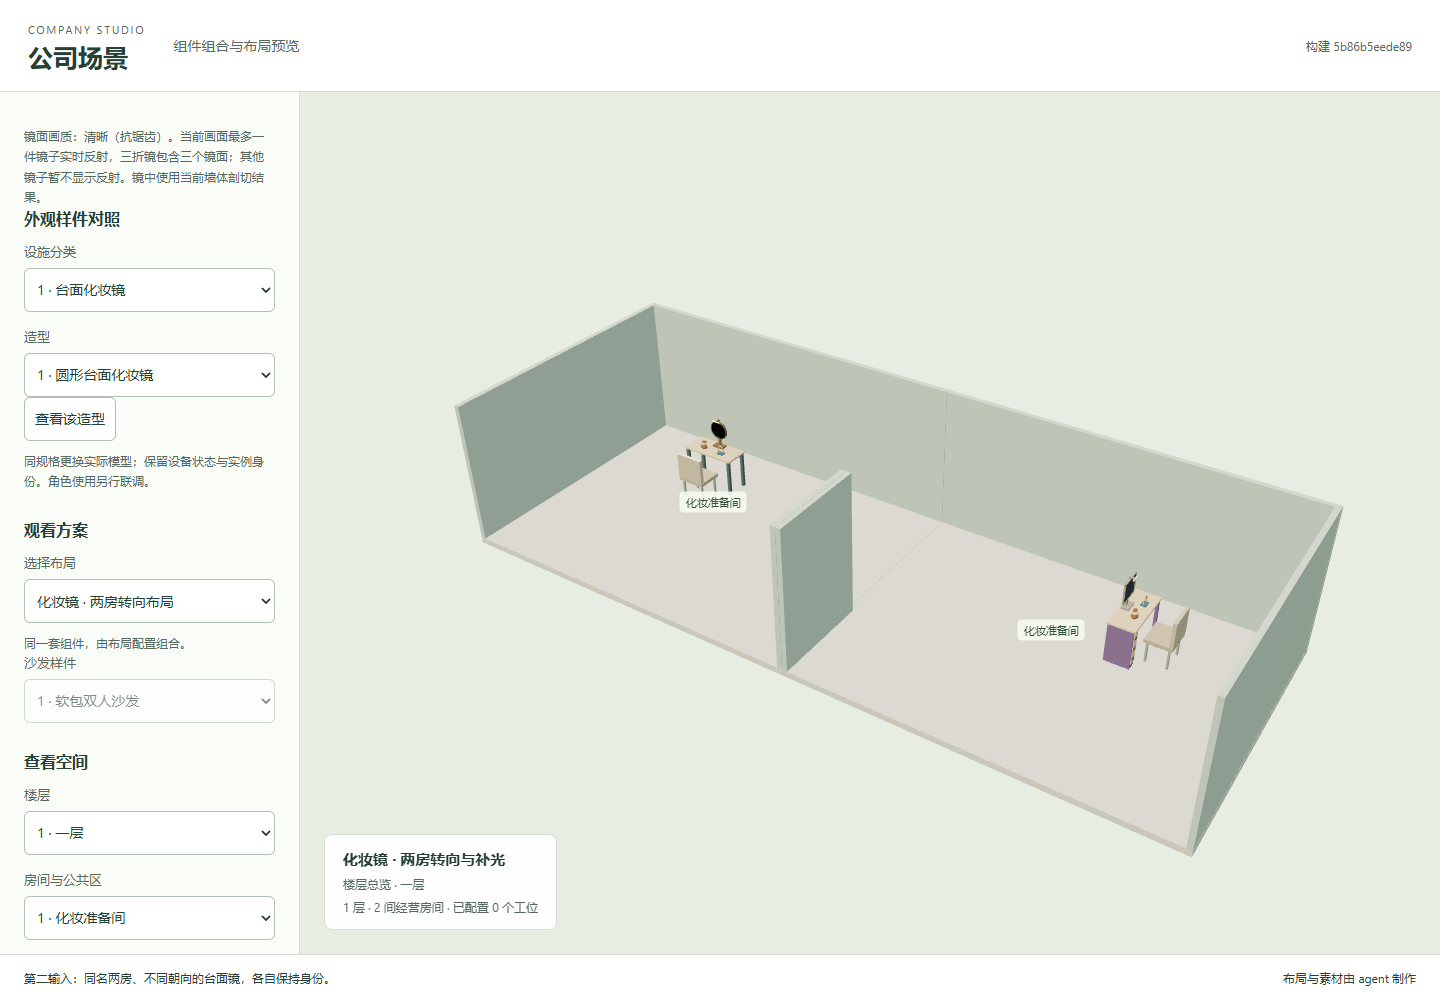 COMPANY STUDIO
公司场景
组件组合与布局预览
构建 5b86b5eede89
镜面画质：清晰（抗锯齿）。当前画面最多一
件镜子实时反射，三折镜包含三个镜面；其他
镜子暂不显示反射。镜中使用当前墙体剖切结
果。
外观样件对照
设施分类
1 · 台面化妆镜
造型
1 · 圆形台面化妆镜
查看该造型
同规格更换实际模型；保留设备状态与实例身
份。角色使用另行联调。
观看方案
选择布局
化妆镜 · 两房转向布局
同一套组件，由布局配置组合。
沙发样件
1 · 软包双人沙发
查看空间
楼层
1 · 一层
房间与公共区
1 · 化妆准备间
化妆准备间
化妆准备间
化妆镜 · 两房转向与补光
楼层总览 · 一层
1 层 · 2 间经营房间 · 已配置 0 个工位
第二输入：同名两房、不同朝向的台面镜，各自保持身份。
布局与素材由 agent 制作